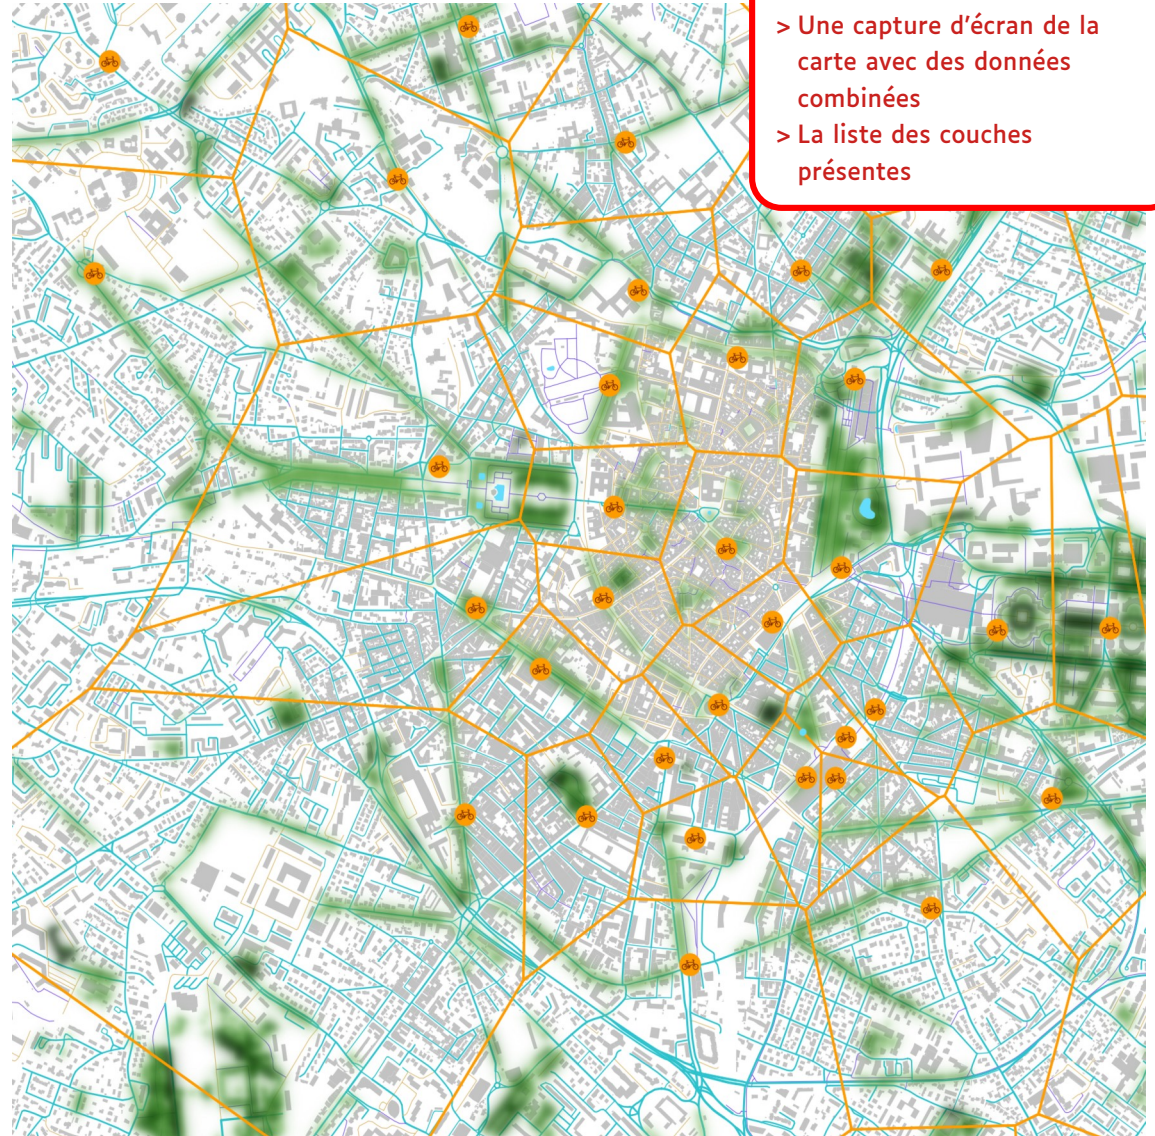 > Une capture d'écran de la
carte avec des données
combinées
> La liste des couches
présentes